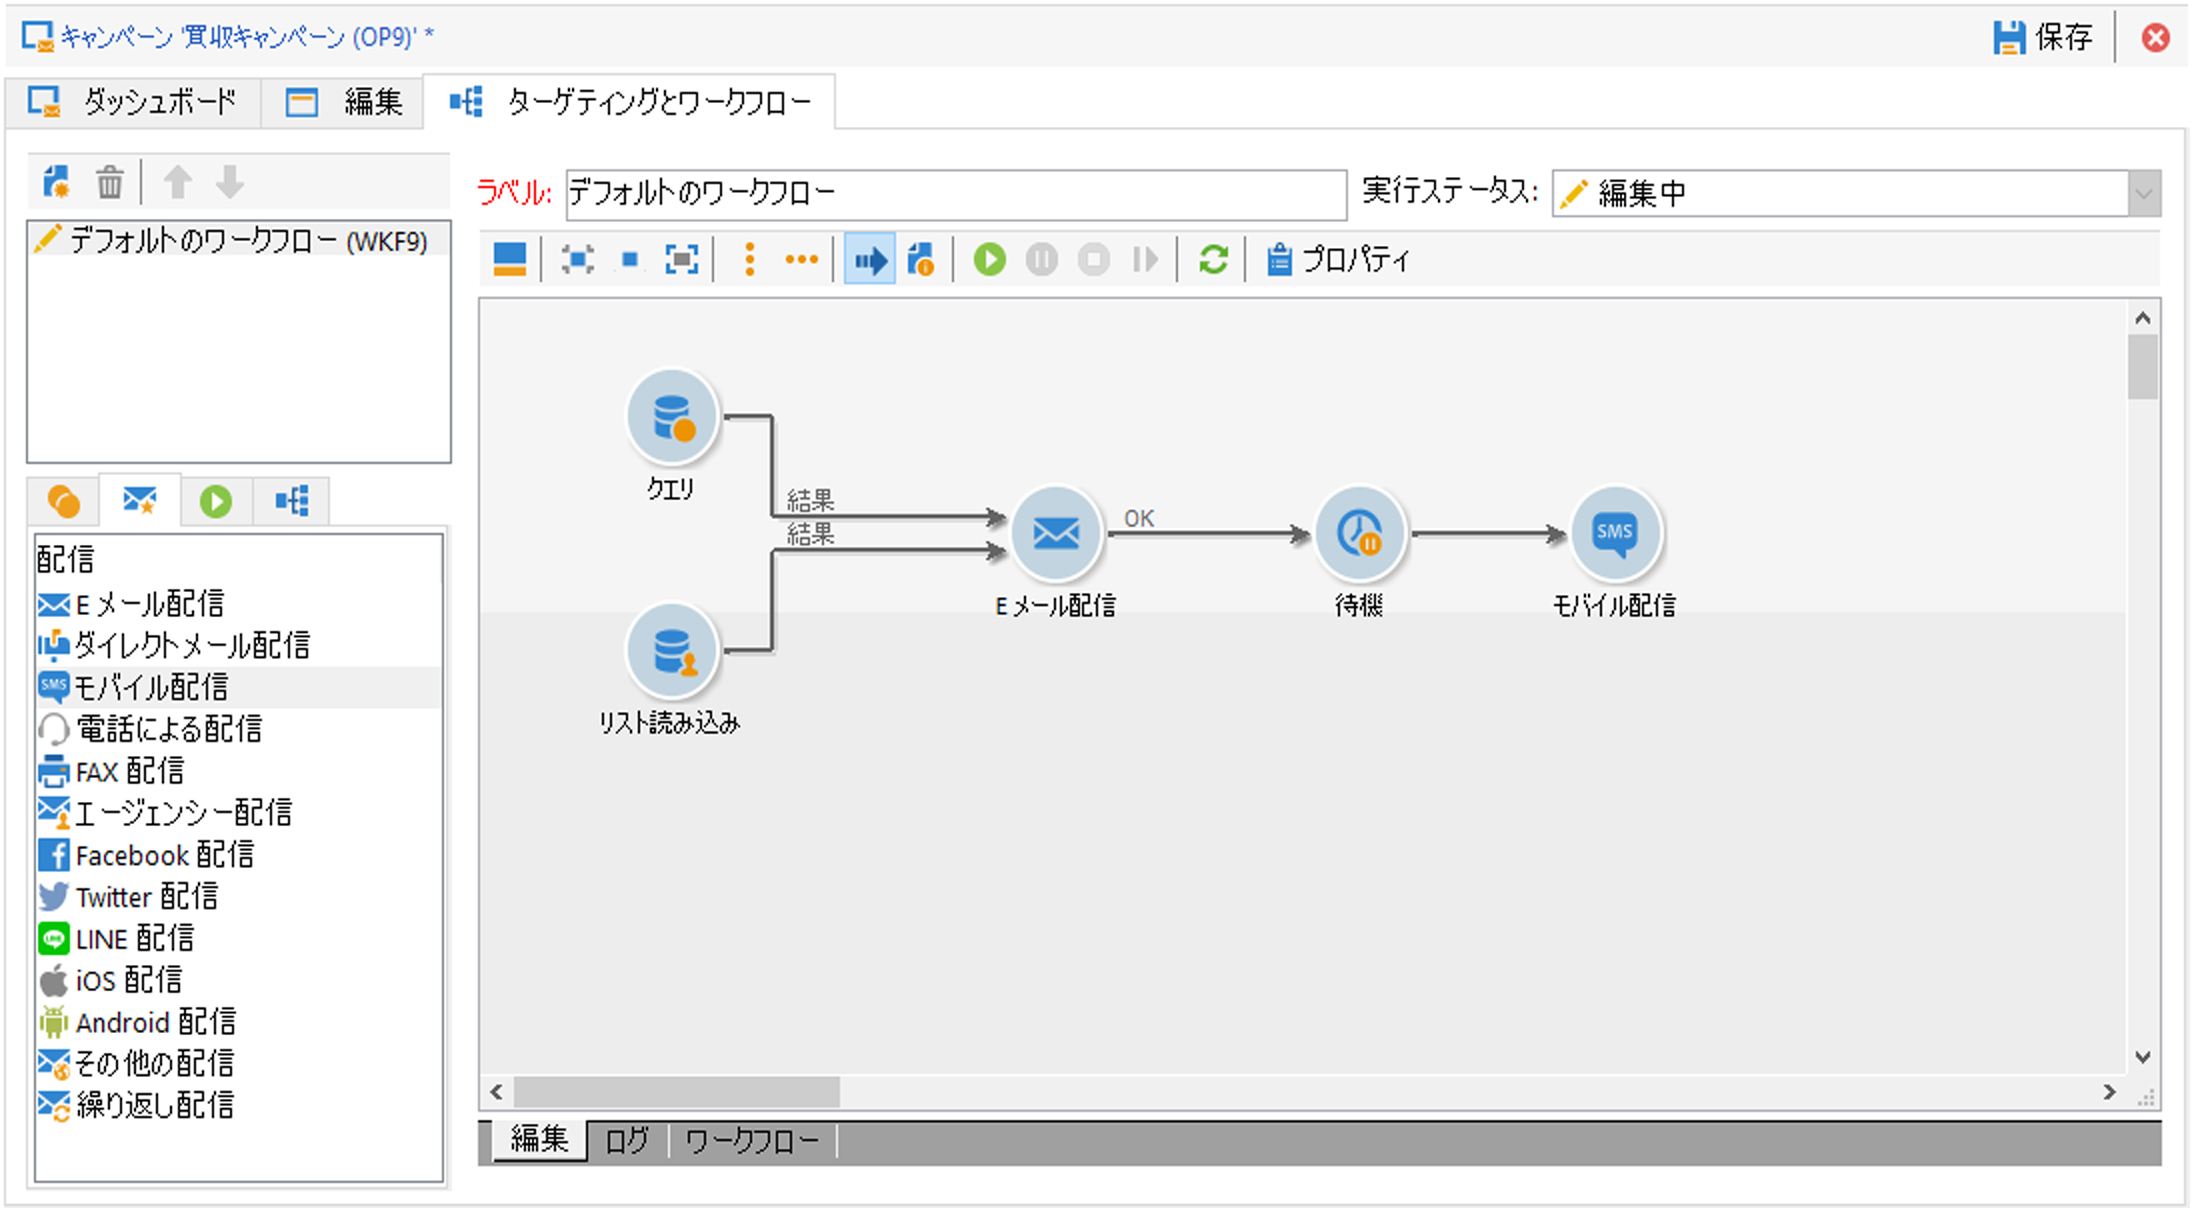 キャンペーン '買収キャンペーン (OP9)' *
保存
ダッシュボード
編集
ターゲティングとワークフロー
ラベル:
デフォルトのワークフロー
実行ステータス:
編集中
デフォルトのワークフロー (WKF9)
プロパティ
クエリ
結果
結果
OK
SMS
E メール配信
待機
モバイル配信
リスト読み込み
配信
E メール配信
ダイレクトメール配信
SMS
モバイル配信
電話による配信
FAX 配信
エージェンシー配信
Facebook 配信
Twitter 配信
LINE 配信
iOS 配信
Android 配信
その他の配信
繰り返し配信
編集
ログ
ワークフロー